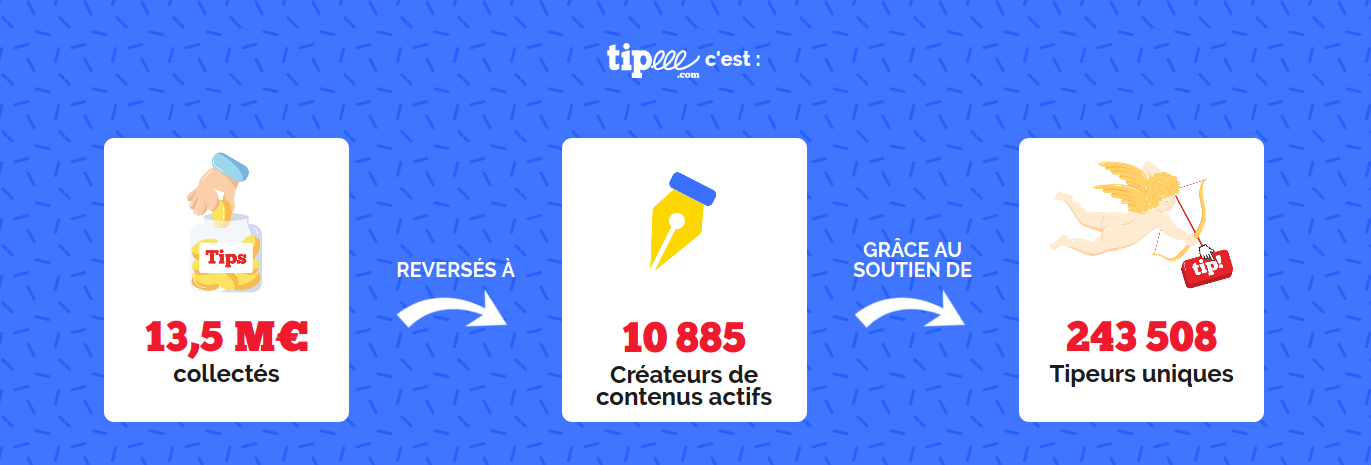 tipeee.com c'est :
Tips
13,5 M€
collectés
REVERSÉS À
10 885
Créateurs de
contenus actifs
GRÂCE AU
SOUTIEN DE
tip!
243 508
Tipeurs uniques